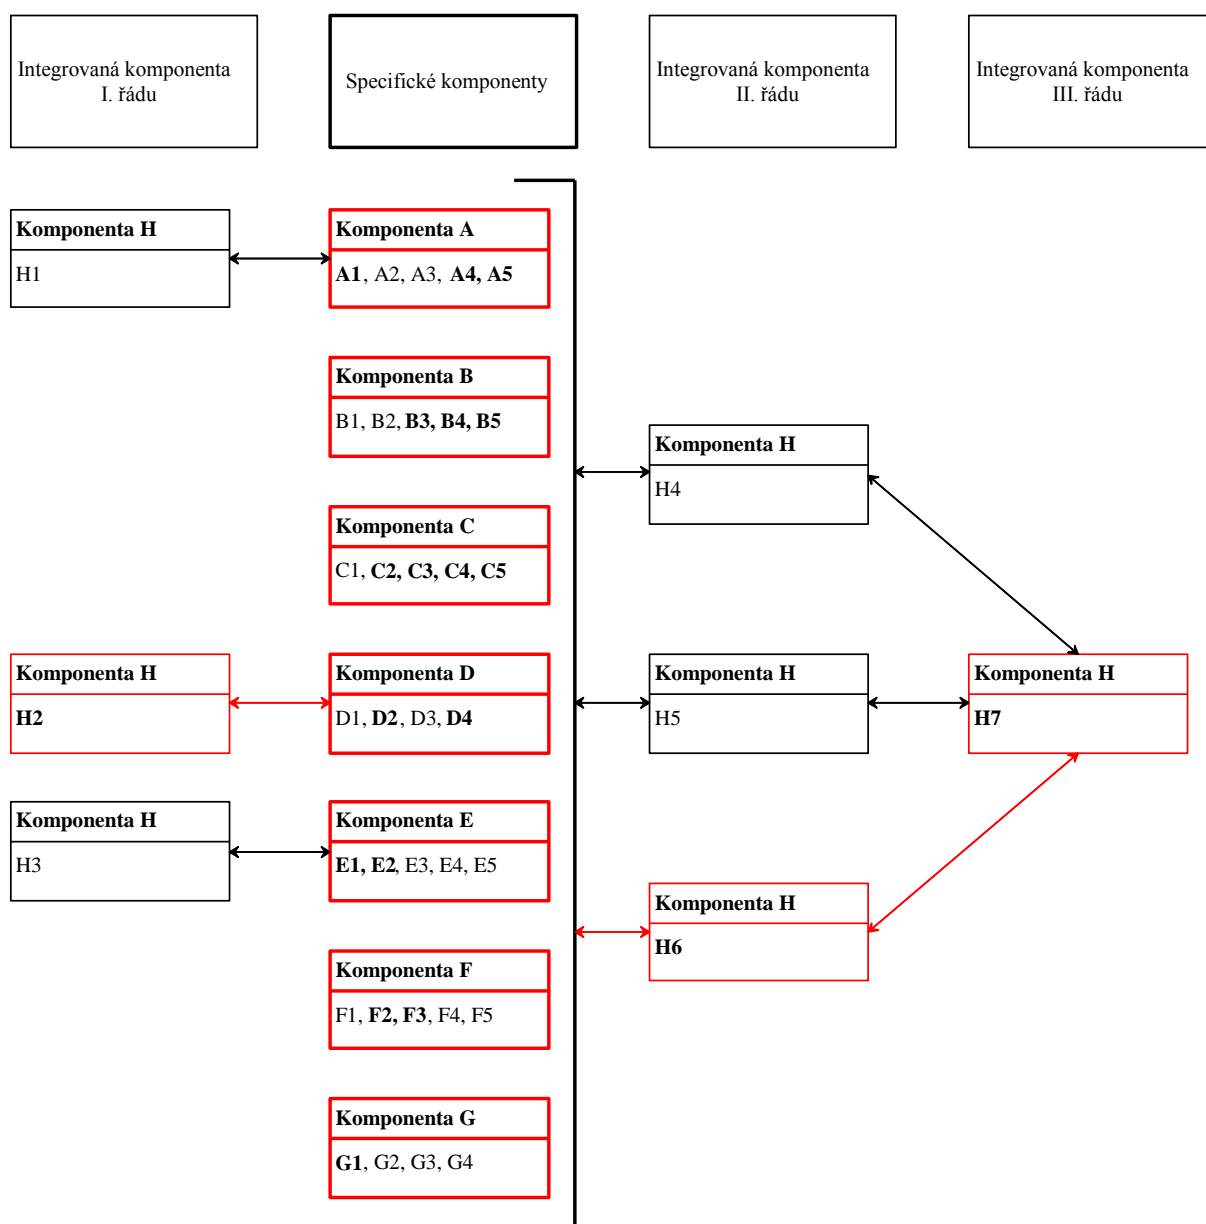 Integrovaná komponenta
I. řádu
Specifické komponenty
Integrovaná komponenta
II. řádu
Integrovaná komponenta
III. řádu
Komponenta H
H1
Komponenta A
A1, A2, A3, A4, A5
Komponenta B
B1, B2, B3, B4, B5
Komponenta H
H4
Komponenta C
C1, C2, C3, C4, C5
Komponenta H
H2
Komponenta D
D1, D2, D3, D4
Komponenta H
H5
Komponenta H
H7
Komponenta H
H3
Komponenta E
E1, E2, E3, E4, E5
Komponenta H
H6
Komponenta F
F1, F2, F3, F4, F5
Komponenta G
G1, G2, G3, G4